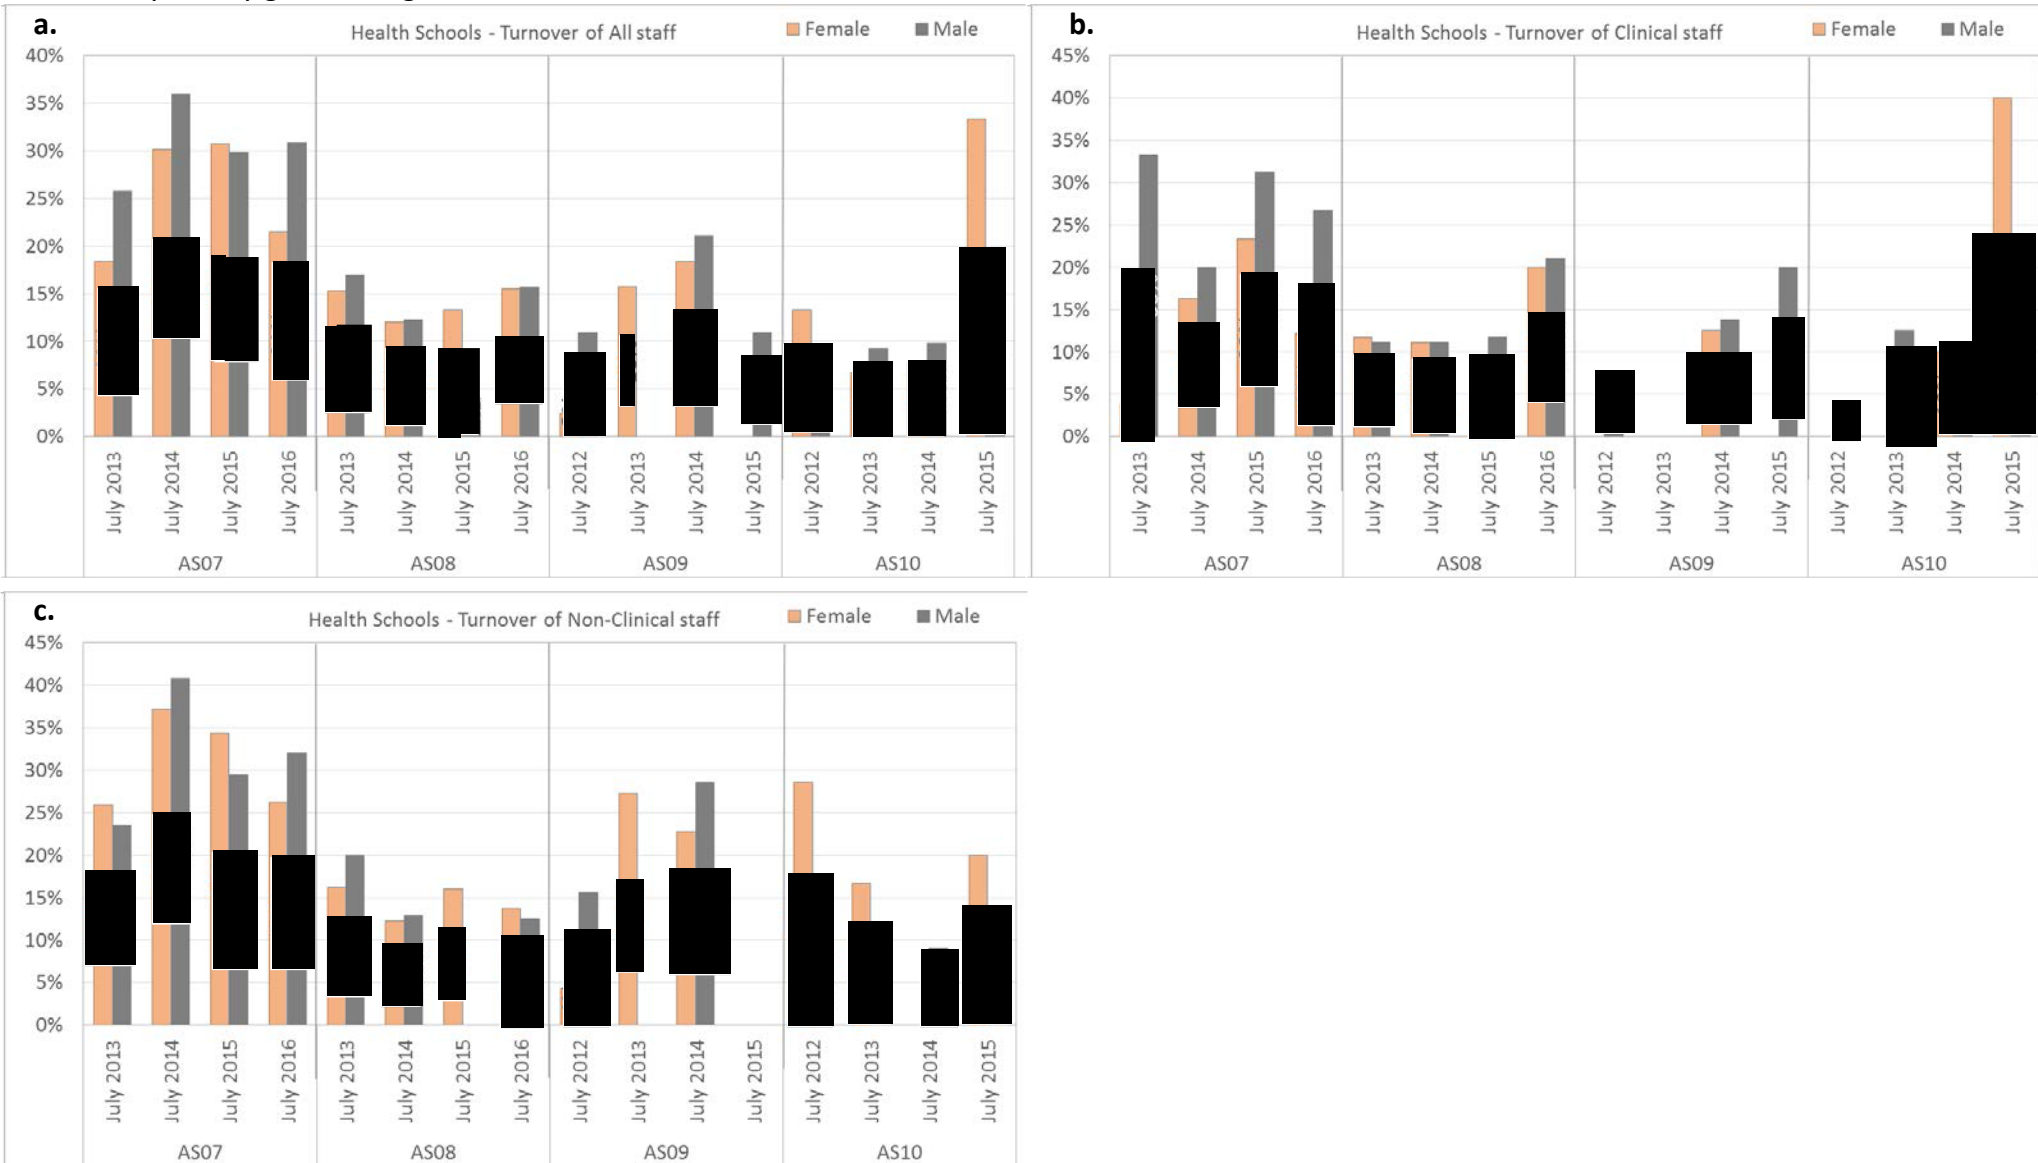 a.
Health Schools - Turnover of All staff
Female Male
40%
35%
30%
25%
20%
15%
10%
5%
0%
July 2013 July 2014 July 2015 July 2016 July 2013 July 2014 July 2015 July 2016 July 2012 July 2013 July 2014 July 2015 July 2012 July 2013 July 2014 July 2015
AS07 AS08 AS09 AS10
b.
Health Schools - Turnover of Clinical staff
Female Male
45%
40%
35%
30%
25%
20%
15%
10%
5%
0%
July 2013 July 2014 July 2015 July 2016 July 2013 July 2014 July 2015 July 2016 July 2012 July 2013 July 2014 July 2015 July 2012 July 2013 July 2014 July 2015
AS07 AS08 AS09 AS10
c.
Health Schools - Turnover of Non-Clinical staff
Female Male
45%
40%
35%
30%
25%
20%
15%
10%
5%
0%
July 2013 July 2014 July 2015 July 2016 July 2013 July 2014 July 2015 July 2016 July 2012 July 2013 July 2014 July 2015 July 2012 July 2013 July 2014 July 2015
AS07 AS08 AS09 AS10